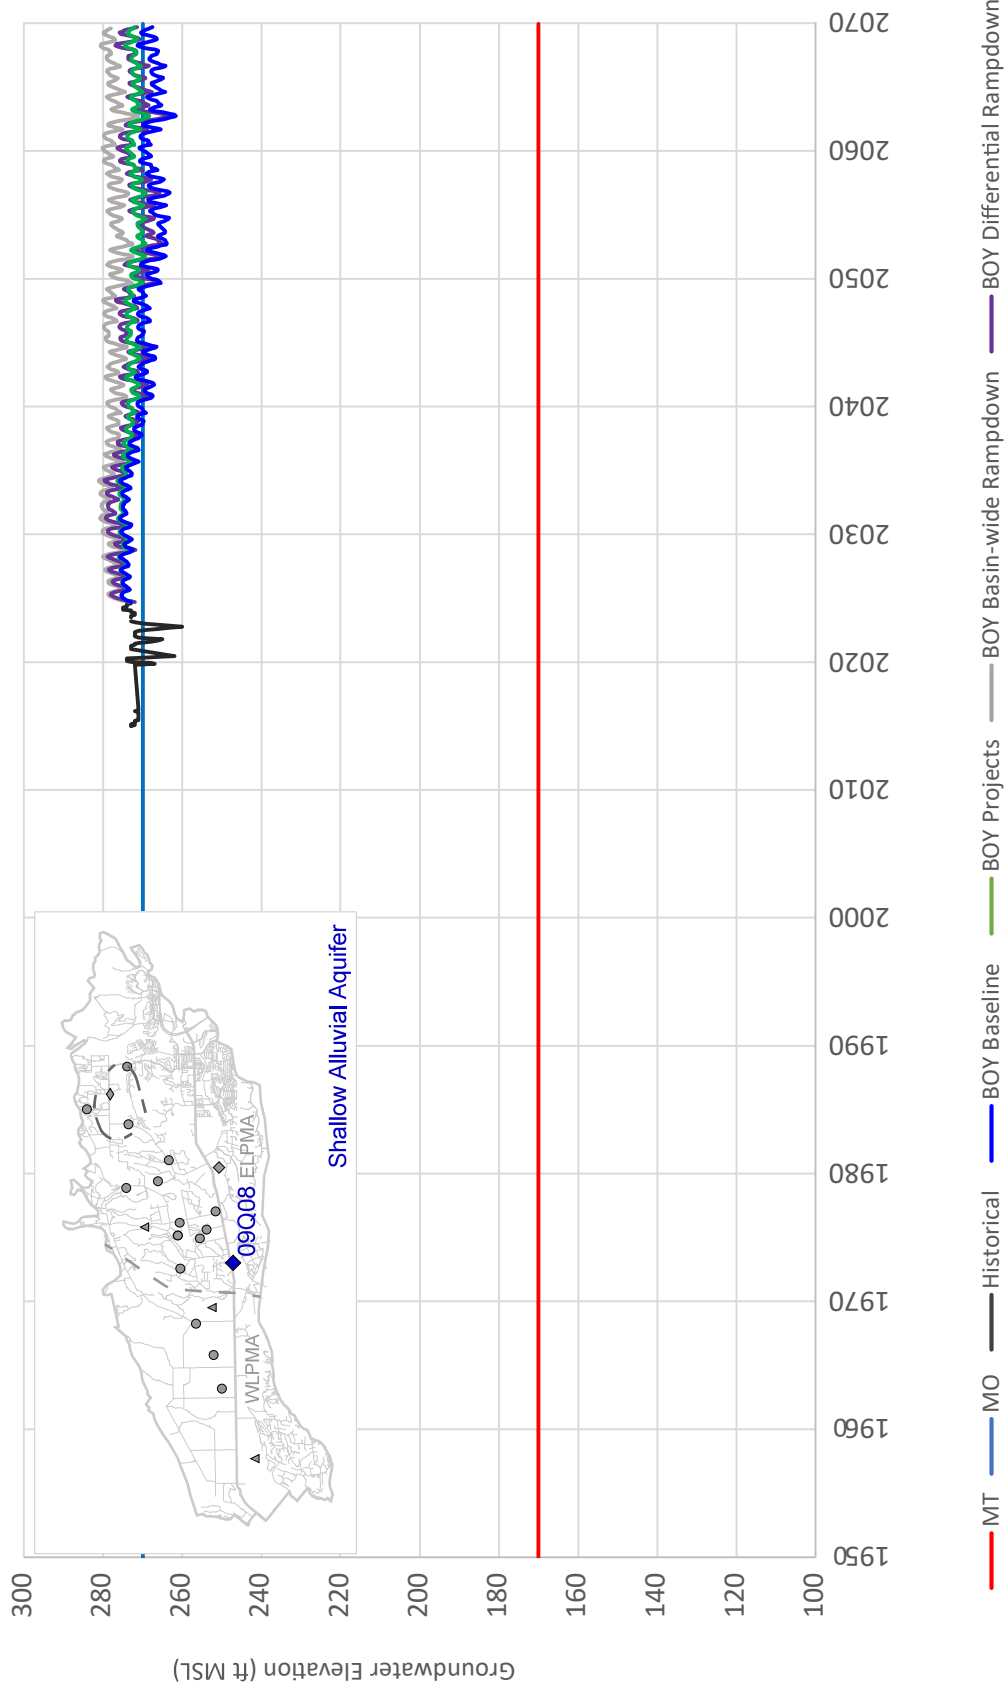 Groundwater Elevation (ft MSL)
300
280
260
240
220
200
180
160
140
120
100
1950
1960
1970
1980
1990
2000
2010
2020
2030
2040
2050
2060
2070
WLPMA
09Q08
ELPMA
Shallow Alluvial Aquifer
MT
MO
Historical
BOY Baseline
BOY Projects
BOY Basin-wide Rampdown
BOY Differential Rampdown